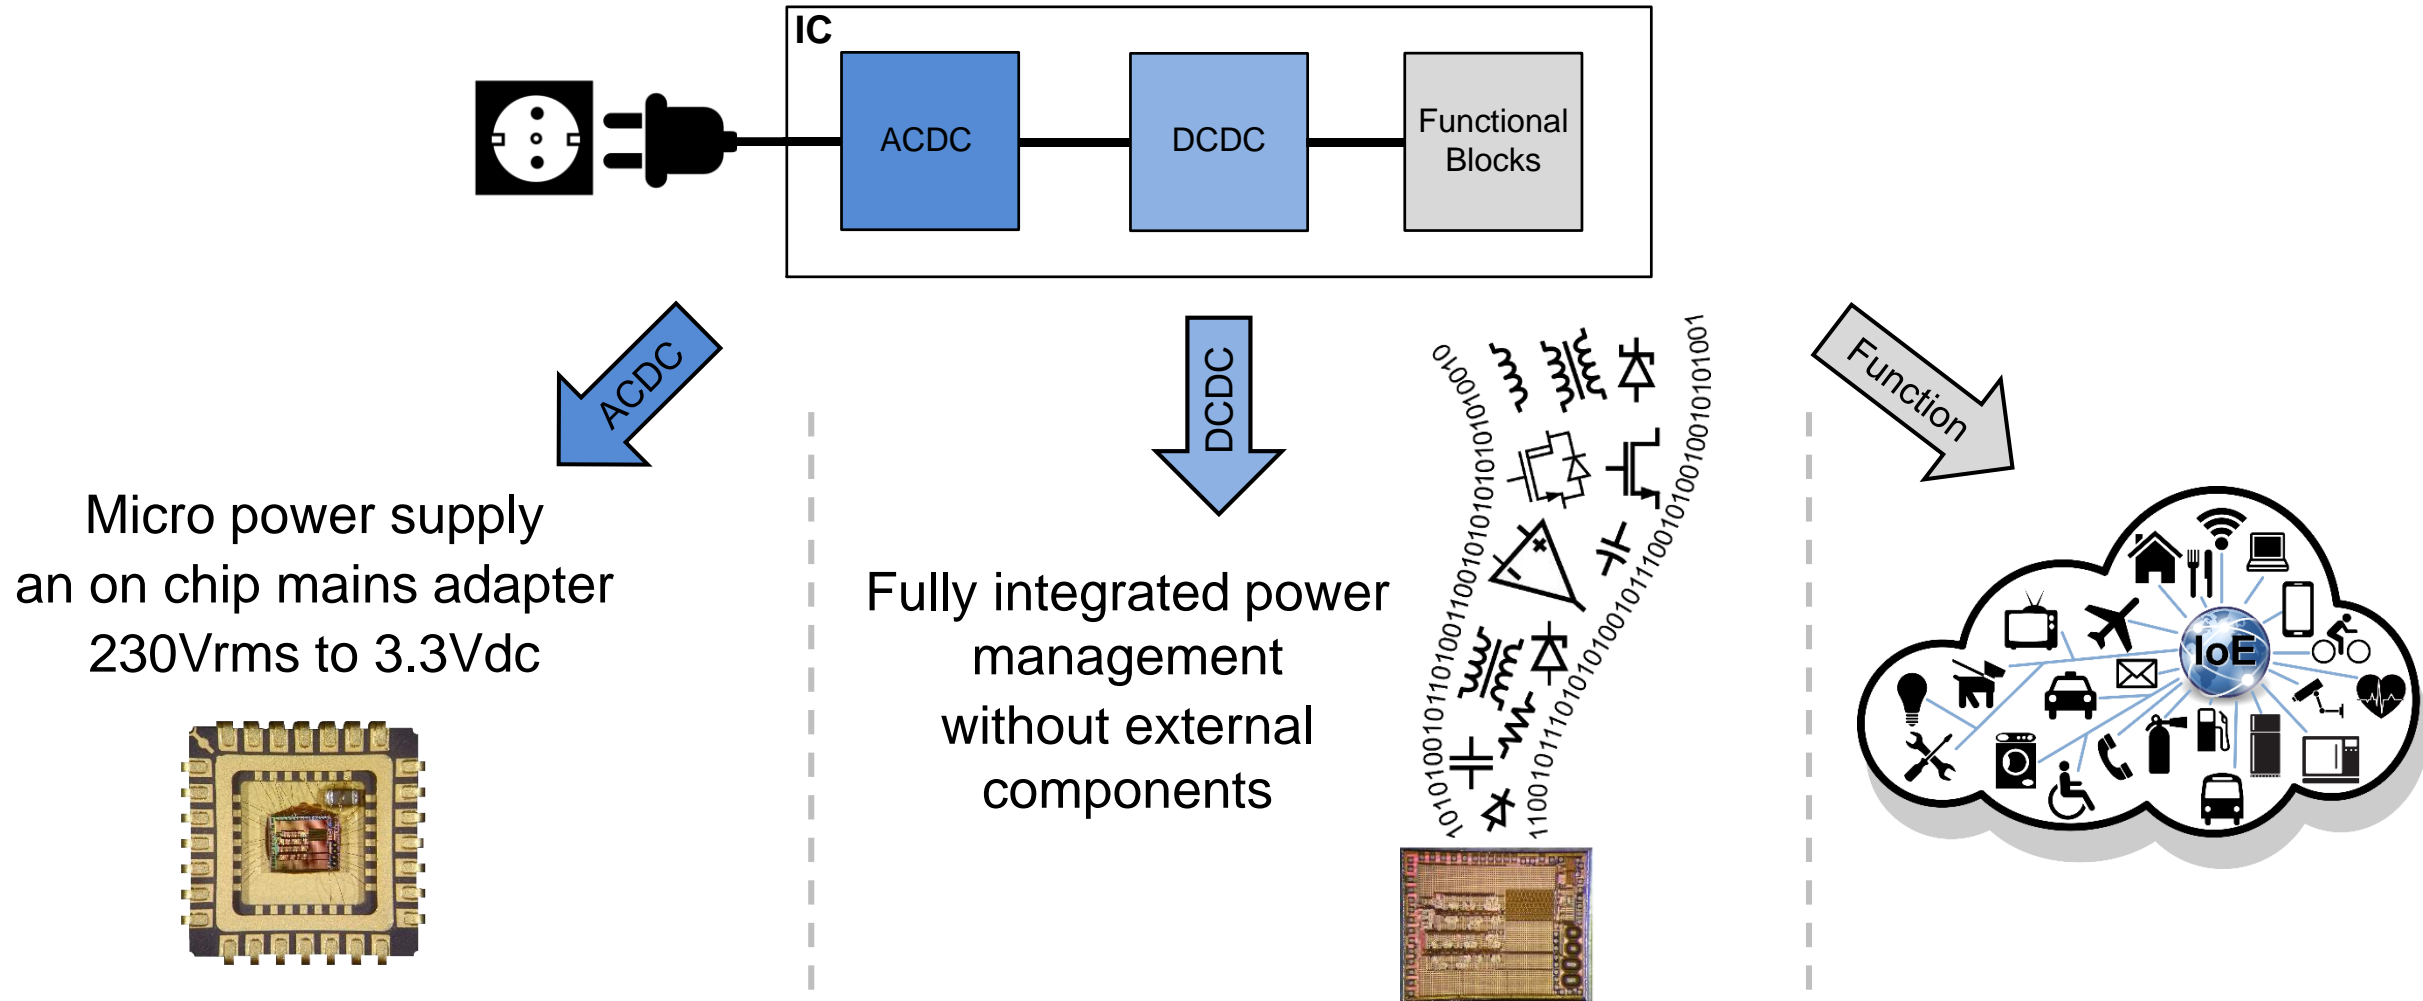 IC
ACDC
DCDC
Functional
Blocks
ACDC
DCDC
Function
Micro power supply
an on chip mains adapter
230Vrms to 3.3Vdc
Fully integrated power
management
without external
components
IoE